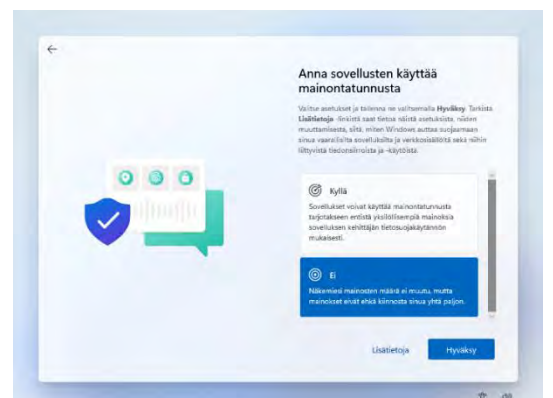 Anna sovellusten käyttää
mainontatunnusta
Valitse asetukset ja tallenna ne valitsemalla Hyväksy. Tarkista
Lisätietoja -linkistä saat tietoa näistä asetuksista, niiden
muuttamisesta, siitä, miten Windows auttaa suojaamaan
sinua vaarallisilta sovelluksilta ja verkkosisällöltä sekä niihin
liittyvistä tiedonsiirroista ja -käytöistä.
Kyllä
Sovellukset voivat käyttää mainontatunnusta
tarjotakseen entistä yksilöllisempiä mainoksia
sovelluksen kehittäjän tietosuojakäytännön
mukaisesti.
Ei
Näkemiesi mainosten määrä ei muutu, mutta
mainokset eivät ehkä kiinnosta sinua yhtä paljon.
Lisätietoja
Hyväksy